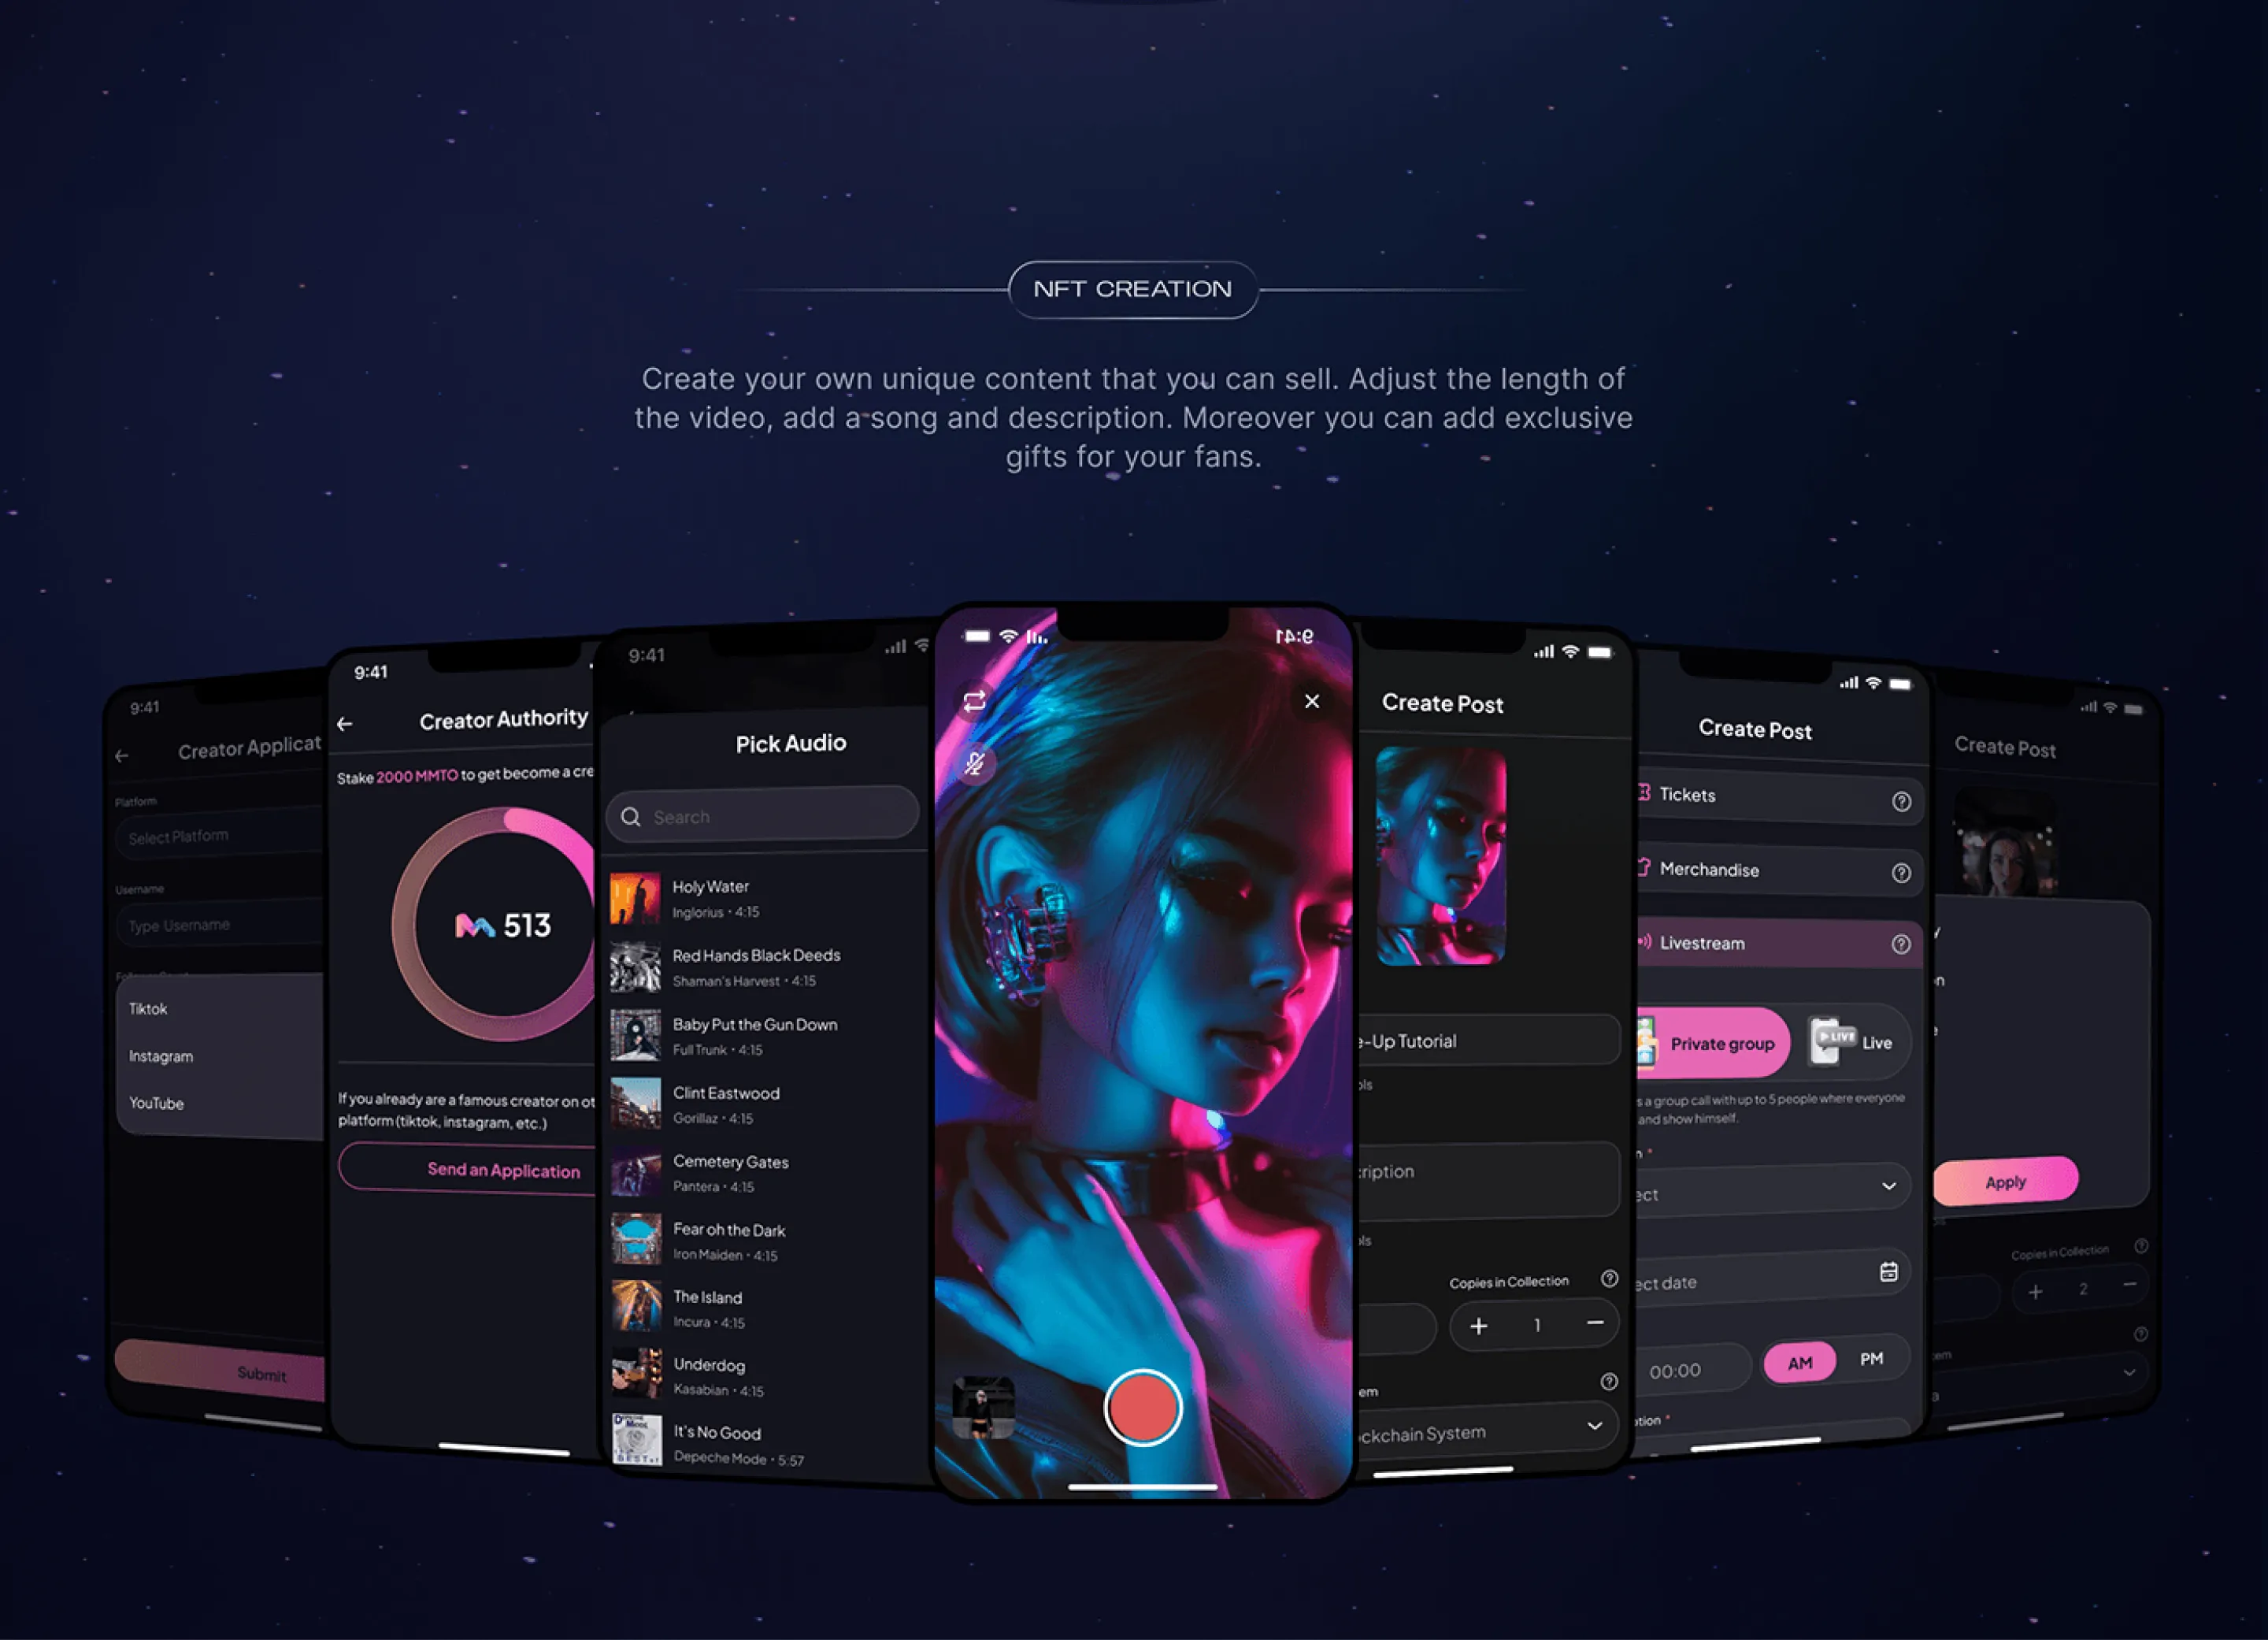 NFT CREATION
Create your own unique content that you can sell. Adjust the length of
the video, add a song and description. Moreover you can add exclusive
gifts for your fans.
9:41
Creator Applicat
Platform
Select Platform
Username
Type Username
Tiktok
Instagram
YouTube
Submit
9:41
Creator Authority
Stake 2000 MMTO to get become a cre
513
If you already are a famous creator on ot
platform (tiktok, instagram, etc.)
Send an Application
9:41
Pick Audio
Search
Holy Water
Inglorius • 4:15
Red Hands Black Deeds
Shaman's Harvest • 4:15
Baby Put the Gun Down
Full Trunk • 4:15
Clint Eastwood
Gorillaz • 4:15
Cemetery Gates
Pantera • 4:15
Fear oh the Dark
Iron Maiden • 4:15
The Island
Incura • 4:15
Underdog
Kasabian • 4:15
It's No Good
Depeche Mode • 5:57
9:41
Create Post
e-Up Tutorial
ols
cription
ols
Copies in Collection
1
em
ockchain System
Create Post
Tickets
Merchandise
Livestream
Private group
LIVE
Live
s a group call with up to 5 people where everyone
and show himself.
n *
ect
ect date
00:00
AM
PM
ption *
Create Post
y
n
e
Apply
Copies in Collection
2
em
a